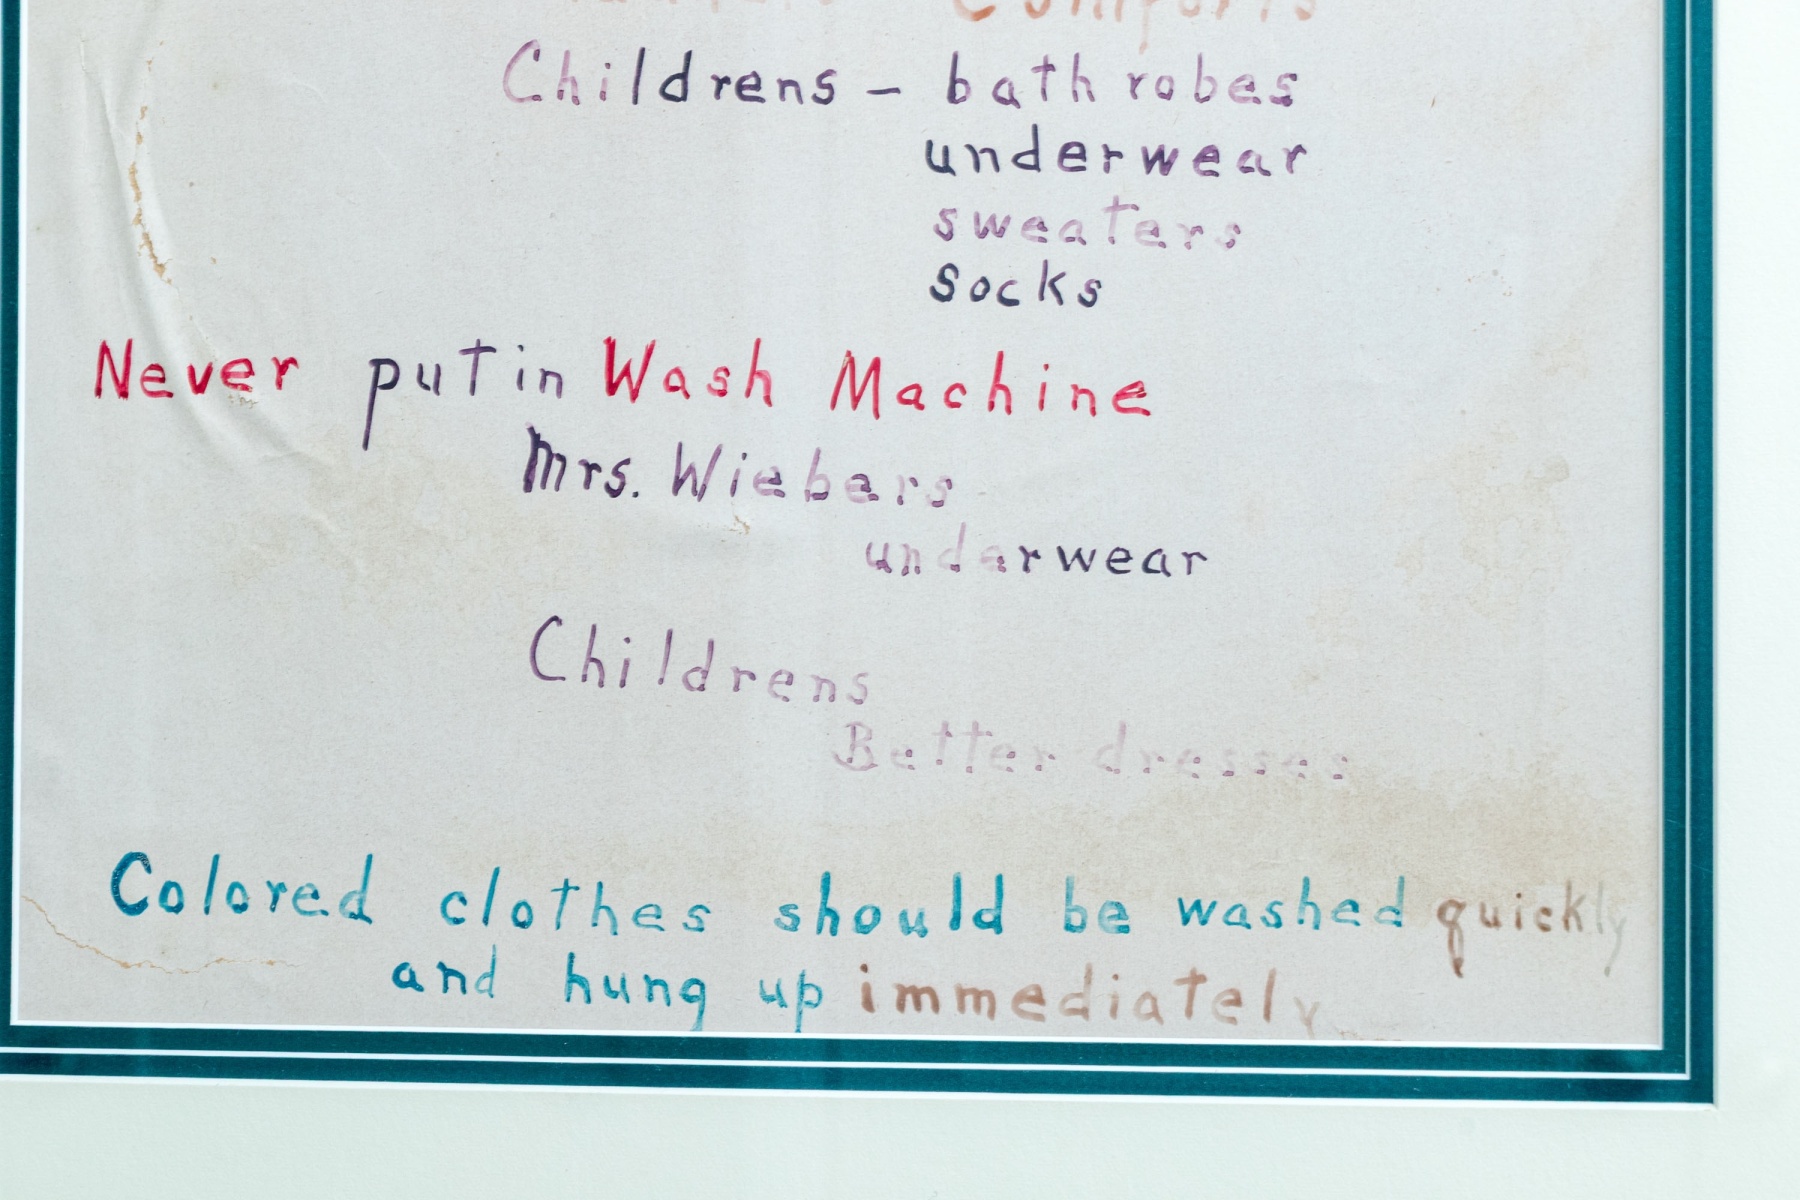 Comforts
Childrens - bath robes
underwear
sweaters
socks
Never put in Wash Machine
Mrs. Wiebers
underwear
Childrens
Better dresses
Colored clothes should be washed quickly
and hung up immediately